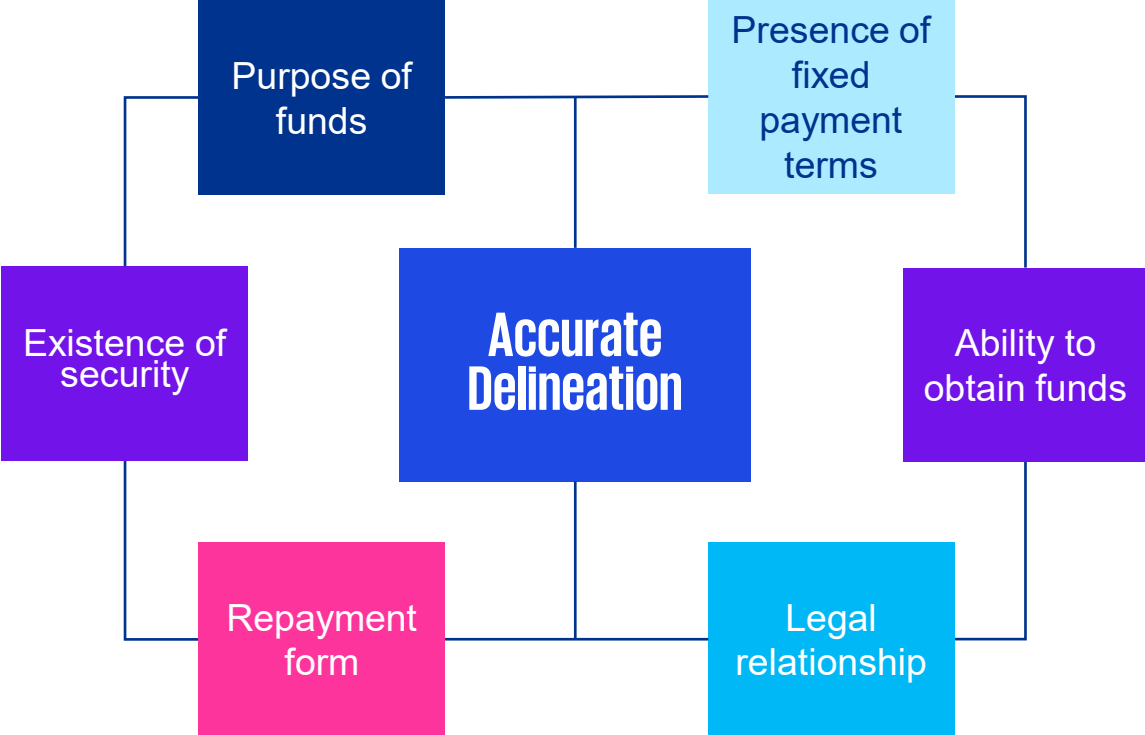 Purpose of
funds
Presence of
fixed
payment
terms
Existence of
security
Accurate
Delineation
Ability to
obtain funds
Repayment
form
Legal
relationship